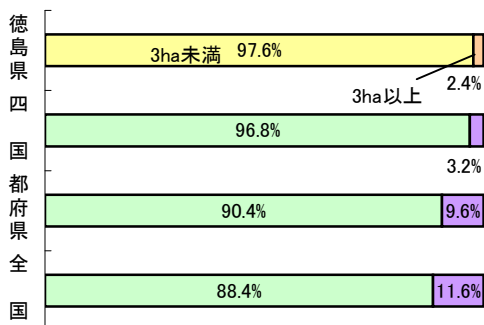 徳島県
3ha未満 97.6%
3ha以上
2.4%
四国
96.8%
3.2%
都府県
90.4%
9.6%
全国
88.4%
11.6%